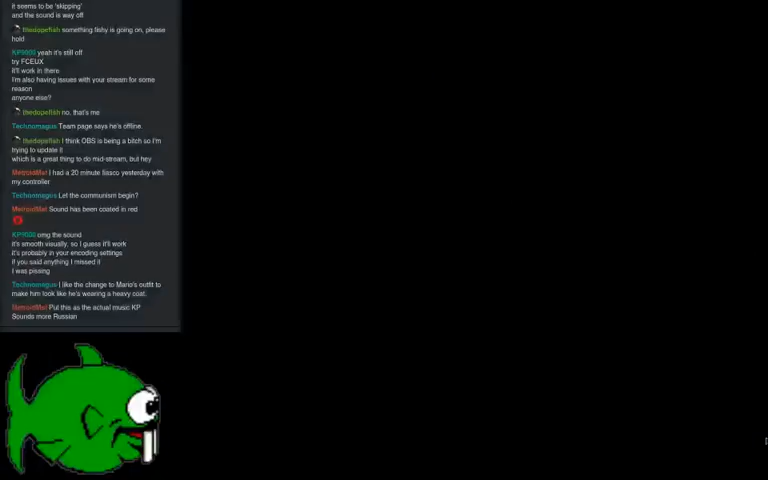 it seems to be 'skipping'
and the sound is way off
thedopefish something fishy is going on, please
hold
KP9000 yeah it's still off
try FCEUX
It'll work in there
I'm also having issues with your stream for some
reason
anyone else?
thedopefish no, that's me
Technomagus Team page says he's offline.
thedopefish I think OBS is being a bitch so I'm
trying to update it
which is a great thing to do mid-stream, but hey
MetroidMst I had a 20 minute fiasco yesterday with
my controller
Technomagus Let the communism begin?
MetroidMst Sound has been coated in red
KP9000 omg the sound
it's smooth visually, so I guess it'll work
it's probably in your encoding settings
if you said anything I missed it
I was pissing
Technomagus I like the change to Mario's outfit to
make him look like he's wearing a heavy coat.
MetroidMst Put this as the actual music KP
Sounds more Russian